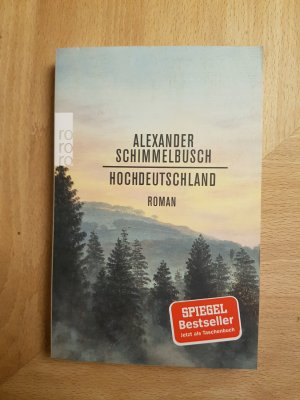 ro
ro
ro
ALEXANDER
SCHIMMELBUSCH
HOCHDEUTSCHLAND
ROMAN
SPIEGEL
Bestseller
Jetzt als Taschenbuch